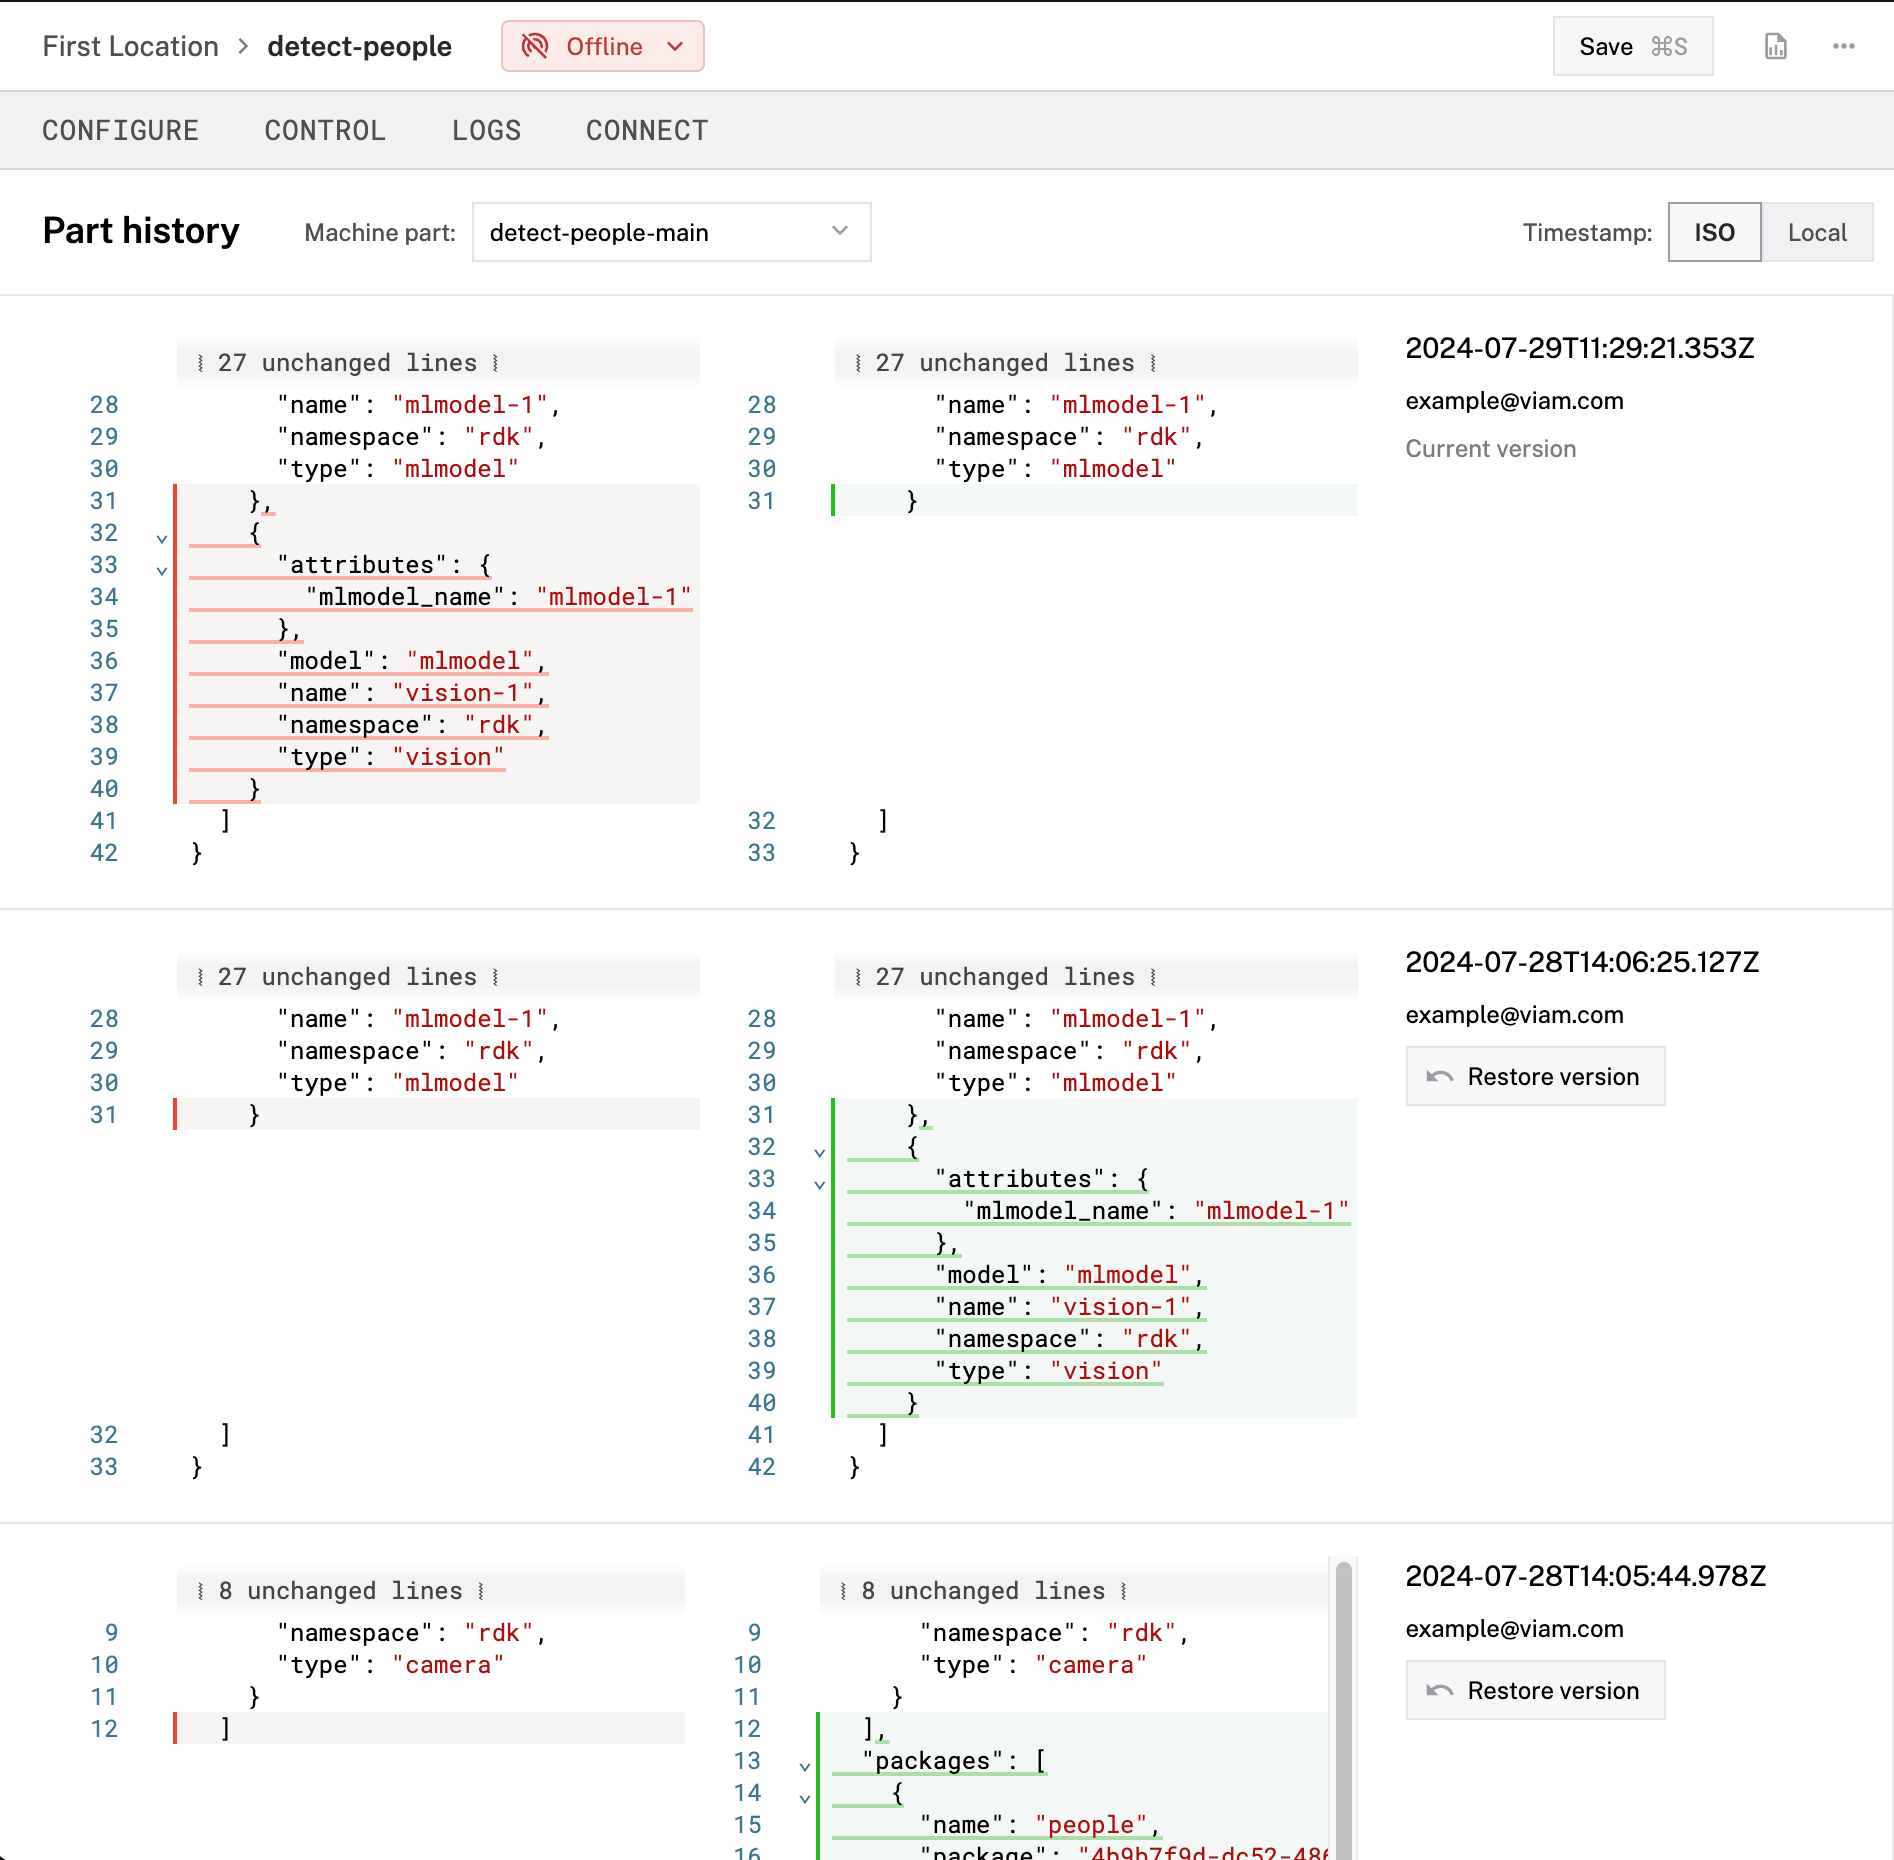 First Location > detect-people Offline Save ⌘S
CONFIGURE CONTROL LOGS CONNECT
Part history Machine part: detect-people-main Timestamp: ISO Local
27 unchanged lines
28 "name": "mlmodel-1",
29 "namespace": "rdk",
30 "type": "mlmodel"
31 },
32 {
33 "attributes": {
34 "mlmodel_name": "mlmodel-1"
35 },
36 "model": "mlmodel",
37 "name": "vision-1",
38 "namespace": "rdk",
39 "type": "vision"
40 }
41 ]
42 }
27 unchanged lines
28 "name": "mlmodel-1",
29 "namespace": "rdk",
30 "type": "mlmodel"
31 }
32 ]
33 }
2024-07-29T11:29:21.353Z
example@viam.com
Current version
27 unchanged lines
28 "name": "mlmodel-1",
29 "namespace": "rdk",
30 "type": "mlmodel"
31 }
32 ]
33 }
27 unchanged lines
28 "name": "mlmodel-1",
29 "namespace": "rdk",
30 "type": "mlmodel"
31 },
32 {
33 "attributes": {
34 "mlmodel_name": "mlmodel-1"
35 },
36 "model": "mlmodel",
37 "name": "vision-1",
38 "namespace": "rdk",
39 "type": "vision"
40 }
41 ]
42 }
2024-07-28T14:06:25.127Z
example@viam.com
Restore version
8 unchanged lines
9 "namespace": "rdk",
10 "type": "camera"
11 }
12 ]
8 unchanged lines
9 "namespace": "rdk",
10 "type": "camera"
11 }
12 ],
13 "packages": [
14 {
15 "name": "people",
16 "package": "4b9b7f9d-dc52-486
2024-07-28T14:05:44.978Z
example@viam.com
Restore version